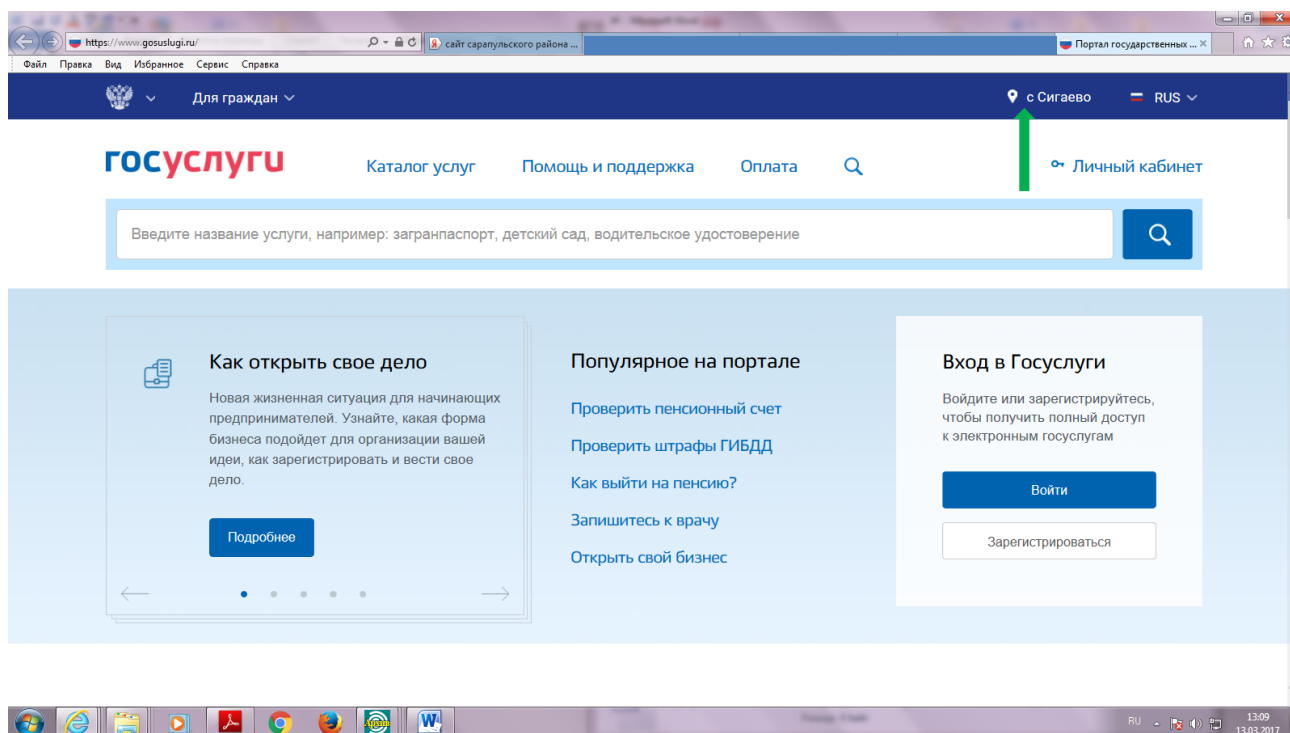 https://www.gosuslugi.ru/
сайт сарапульского района ...
Портал государственных ...
Файл Правка Вид Избранное Сервис Справка
Для граждан
с Сигаево
RUS
госуслуги
Каталог услуг
Помощь и поддержка
Оплата
Личный кабинет
Введите название услуги, например: загранпаспорт, детский сад, водительское удостоверение
Как открыть свое дело
Новая жизненная ситуация для начинающих
предпринимателей. Узнайте, какая форма
бизнеса подойдет для организации вашей
идеи, как зарегистрировать и вести свое
дело.
Подробнее
Популярное на портале
Проверить пенсионный счет
Проверить штрафы ГИБДД
Как выйти на пенсию?
Запишитесь к врачу
Открыть свой бизнес
Вход в Госуслуги
Войдите или зарегистрируйтесь,
чтобы получить полный доступ
к электронным госуслугам
Войти
Зарегистрироваться
RU
13:09
13.03.2017